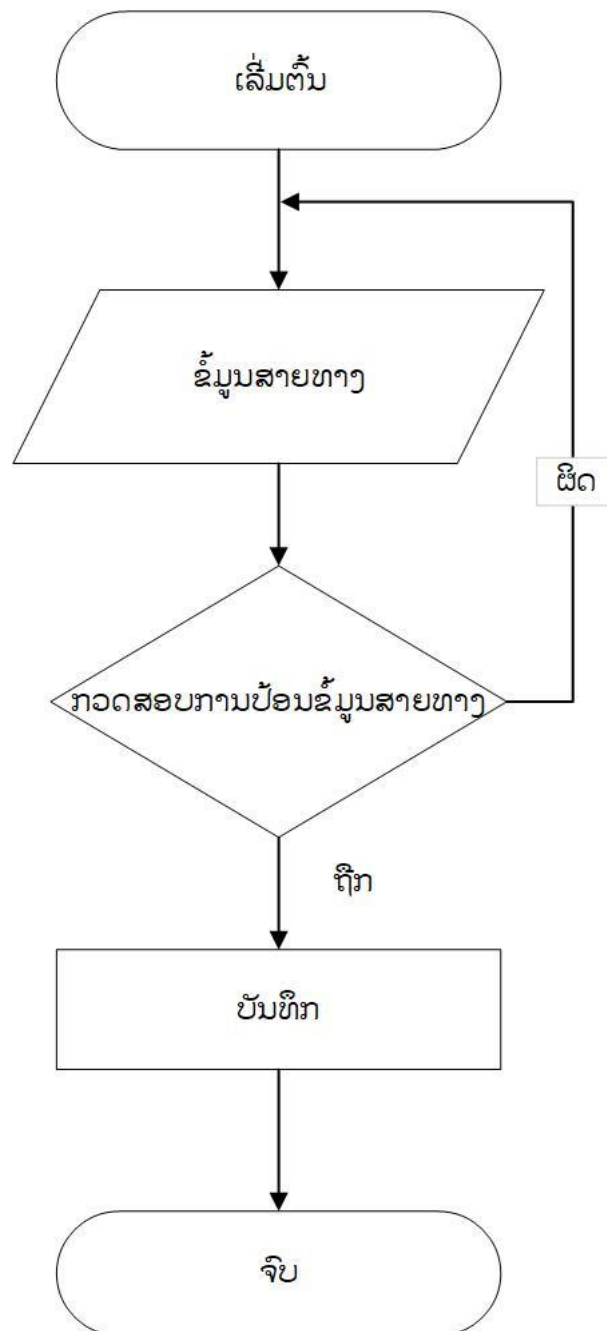 ເລີ່ມຕົ້ນ
ຂໍ້ມູນສາຍທາງ
ຜິດ
ກວດສອບການປ້ອນຂໍ້ມູນສາຍທາງ
ຖືກ
ບັນທຶກ
ຈົບ